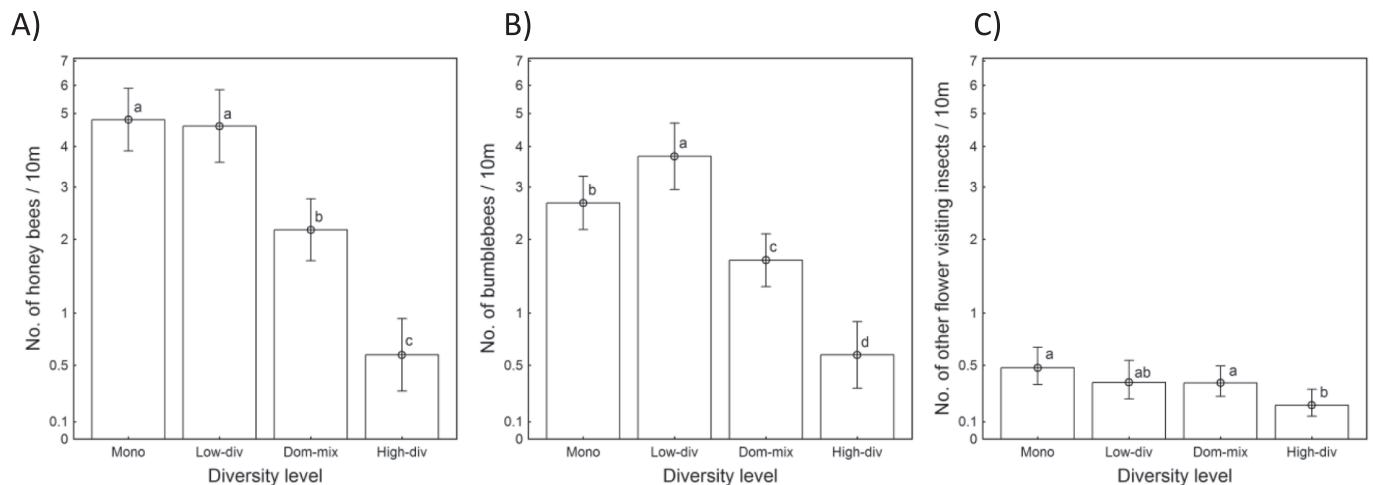 A)
No. of honey bees / 10m
7
6
5
4
3
2
1
0.5
0.1
0
a
a
b
c
Mono Low-div Dom-mix High-div
Diversity level
B)
No. of bumblebees / 10m
7
6
5
4
3
2
1
0.5
0.1
0
b
a
c
d
Mono Low-div Dom-mix High-div
Diversity level
C)
No. of other flower visiting insects / 10m
7
6
5
4
3
2
1
0.5
0.1
0
a
ab
a
b
Mono Low-div Dom-mix High-div
Diversity level